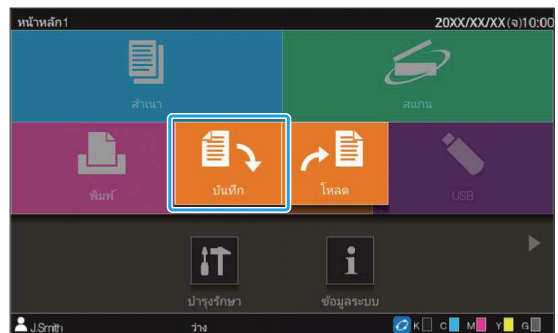 หน้าหลัก1 20XX/XX/XX(จ)10:00
สำเนา สแกน
พิมพ์ บันทึก โหลด USB
บำรุงรักษา ข้อมูลระบบ
J.Smith ว่าง K C M Y G